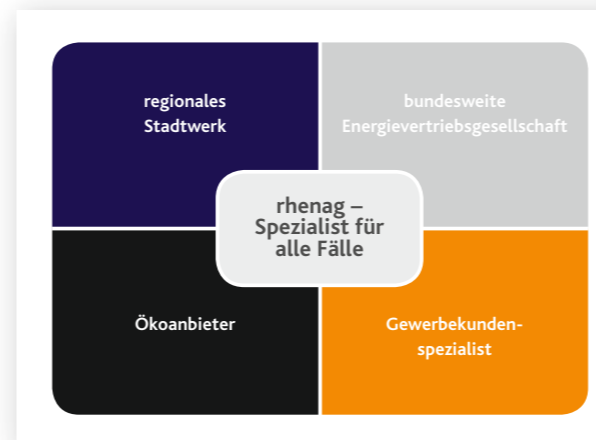 regionales
Stadtwerk
bundesweite
Energievertriebsgesellschaft
rhenag –
Spezialist für
alle Fälle
Ökoanbieter
Gewerbekunden-
spezialist